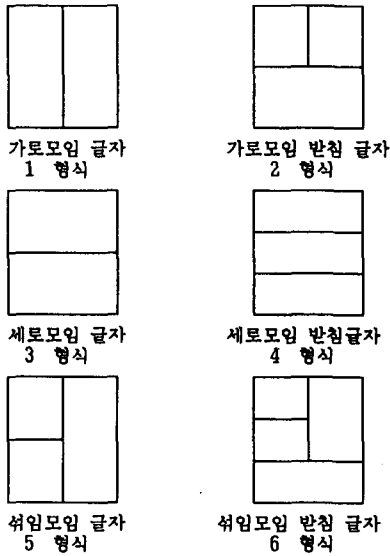 가로모임 글자
1 형식
가로모임 받침 글자
2 형식
세로모임 글자
3 형식
세로모임 받침글자
4 형식
섞임모임 글자
5 형식
섞임모임 받침 글자
6 형식